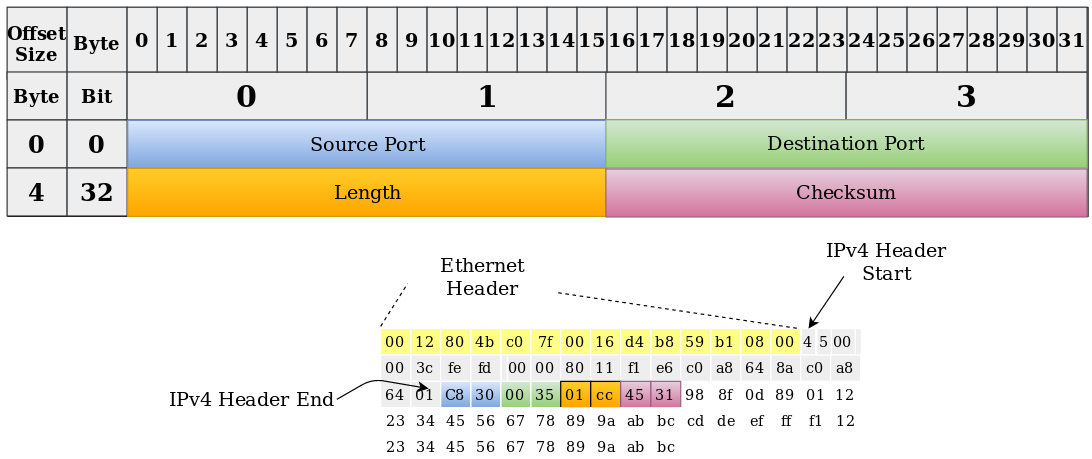 Offset Size Byte 0 1 2 3 4 5 6 7 8 9 10 11 12 13 14 15 16 17 18 19 20 21 22 23 24 25 26 27 28 29 30 31
Byte Bit 0 1 2 3
0 0 Source Port Destination Port
4 32 Length Checksum
Ethernet Header
IPv4 Header Start
00 12 80 4b c0 7f 00 16 d4 b8 59 b1 08 00 4 5 00
00 3c fe fd 00 00 80 11 f1 e6 c0 a8 64 8a c0 a8
IPv4 Header End
64 01 C8 30 00 35 01 cc 45 31 98 8f 0d 89 01 12
23 34 45 56 67 78 89 9a ab bc cd de ef ff f1 12
23 34 45 56 67 78 89 9a ab bc